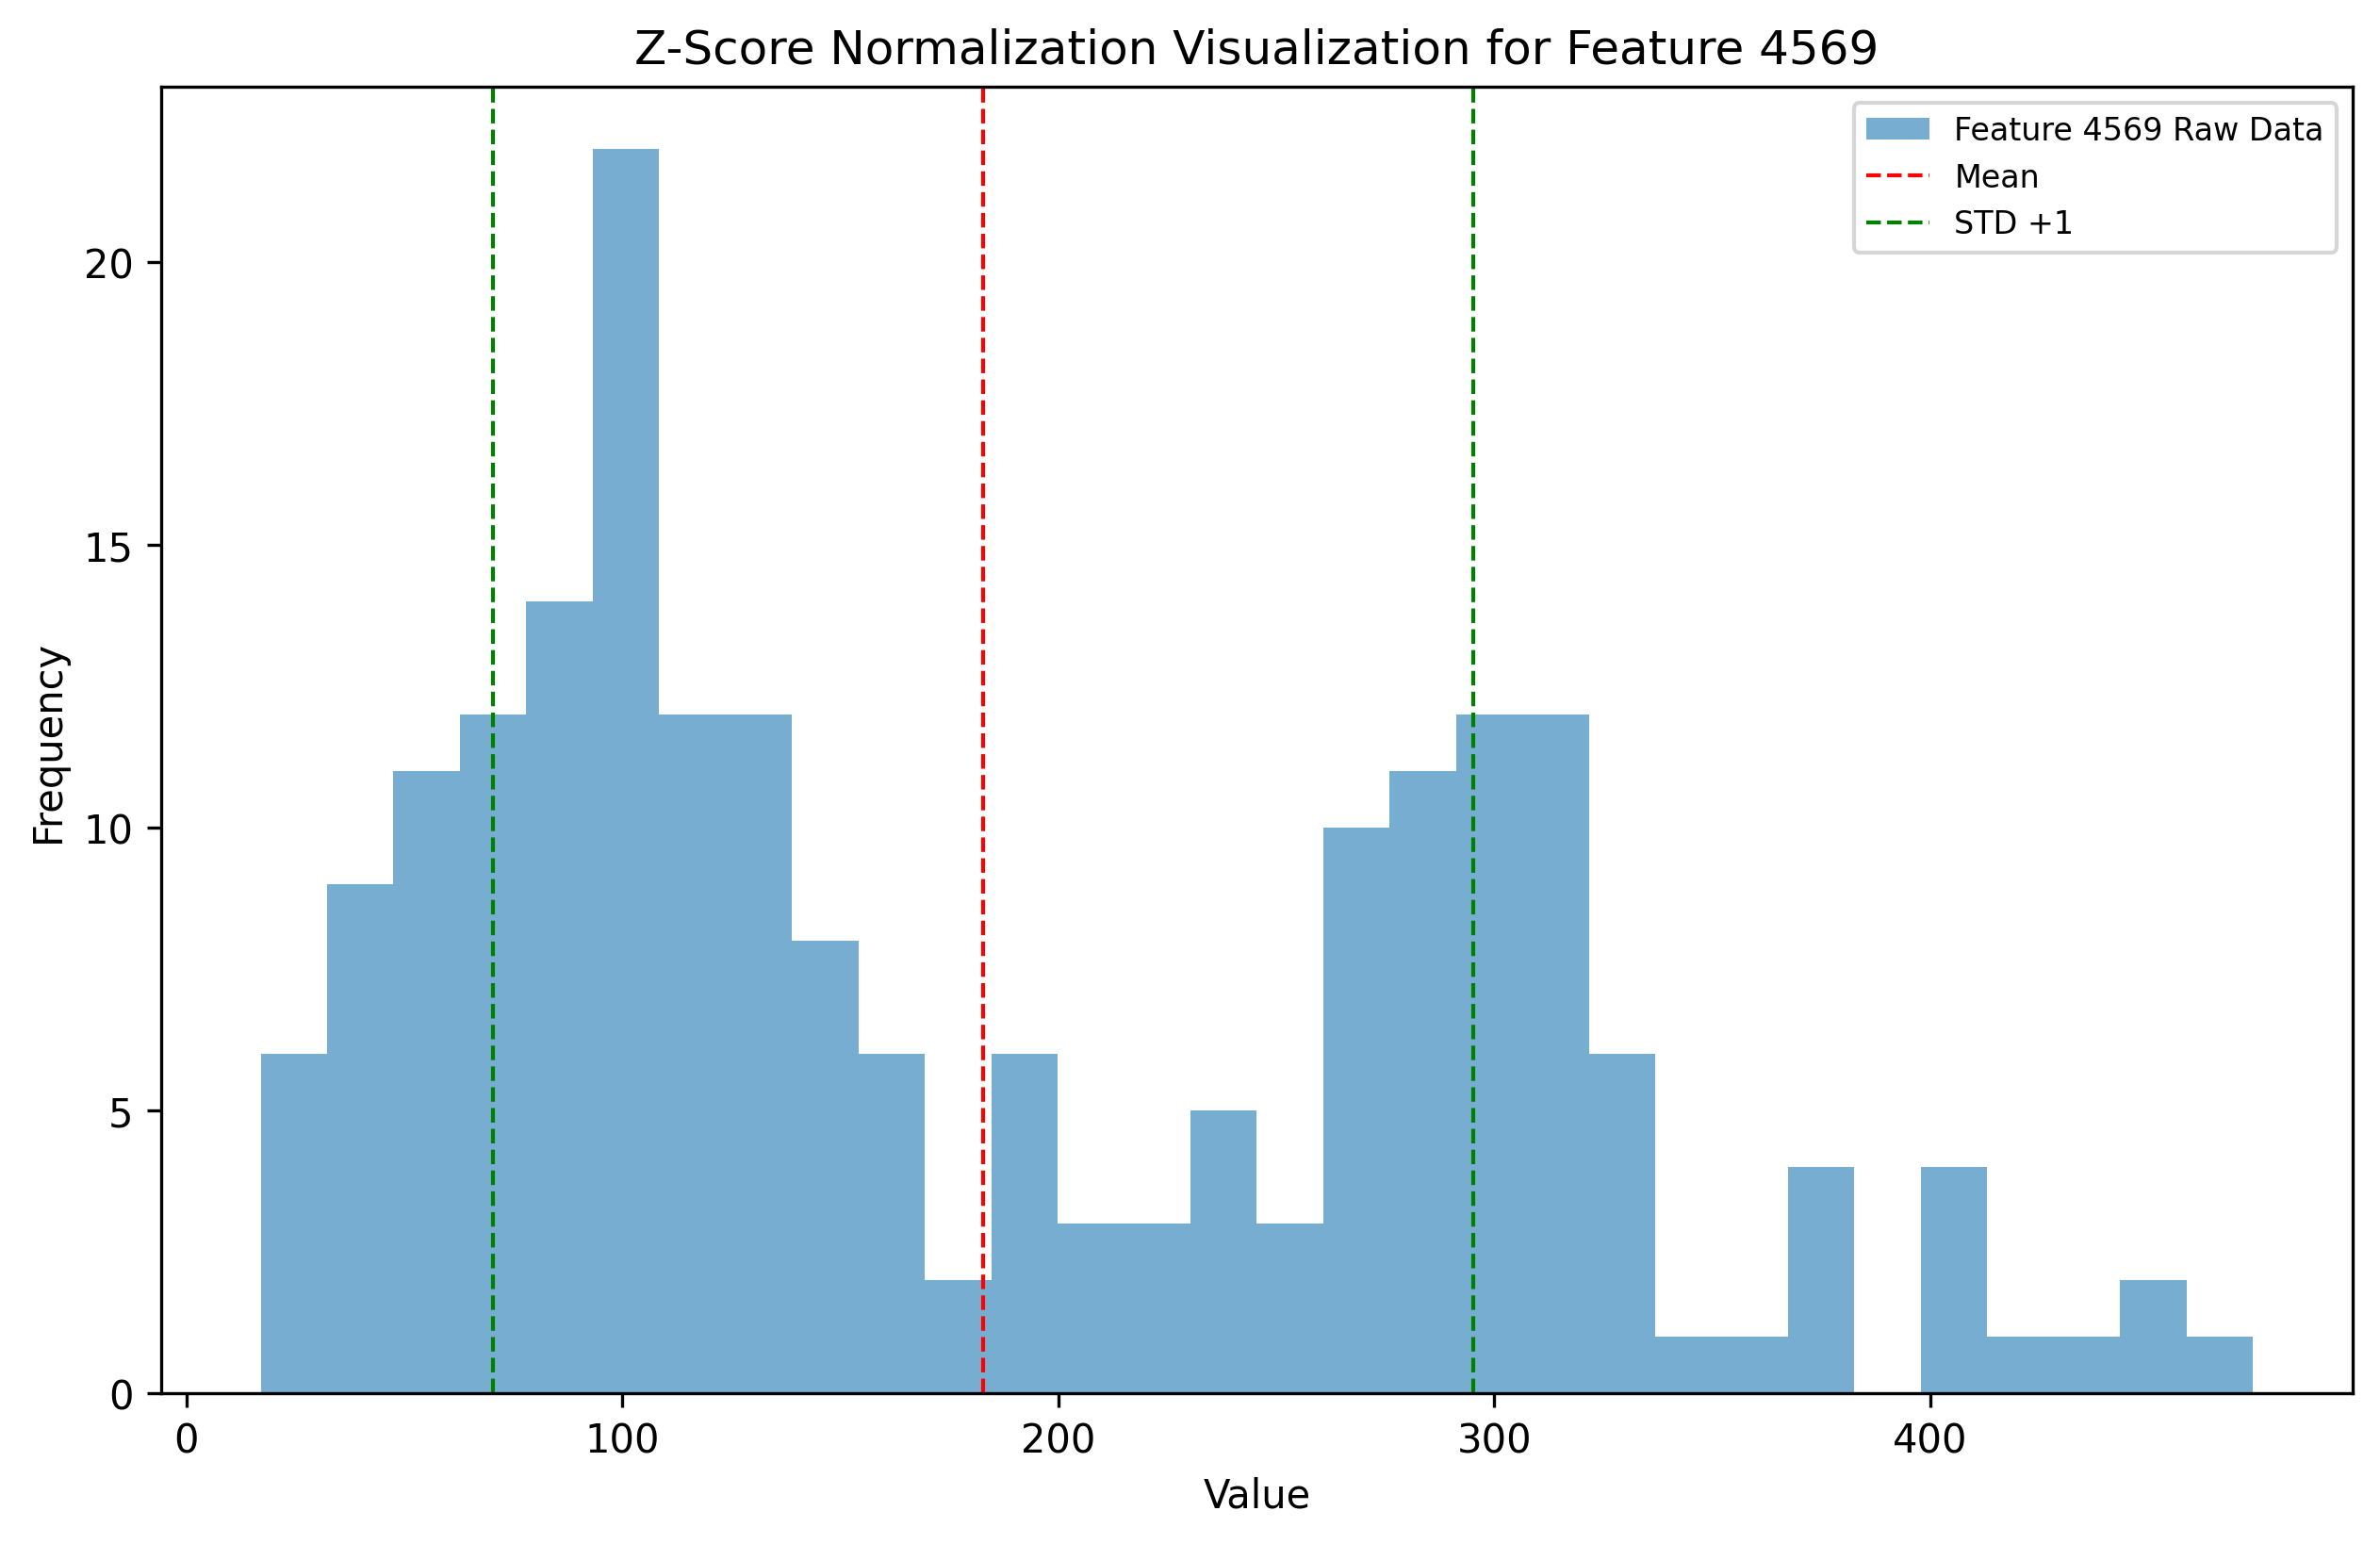 Z-Score Normalization Visualization for Feature 4569
Feature 4569 Raw Data
Mean
STD +1
20
15
10
5
0
Frequency
0 100 200 300 400
Value